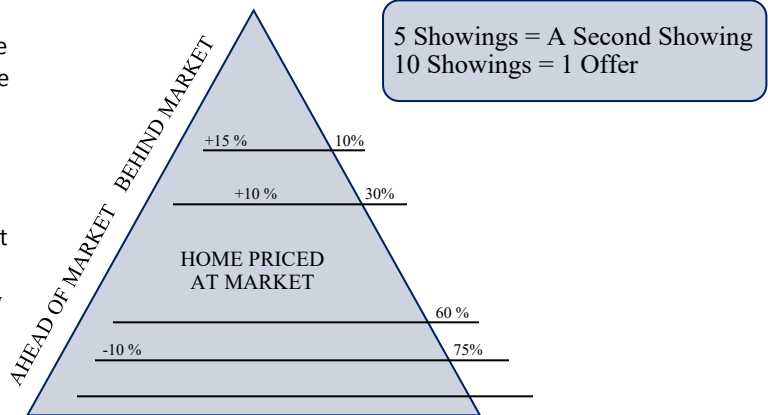 5 Showings = A Second Showing
10 Showings = 1 Offer
BEHIND MARKET
AHEAD OF MARKET
+15 % 10%
+10 % 30%
HOME PRICED
AT MARKET
60 %
-10 % 75%